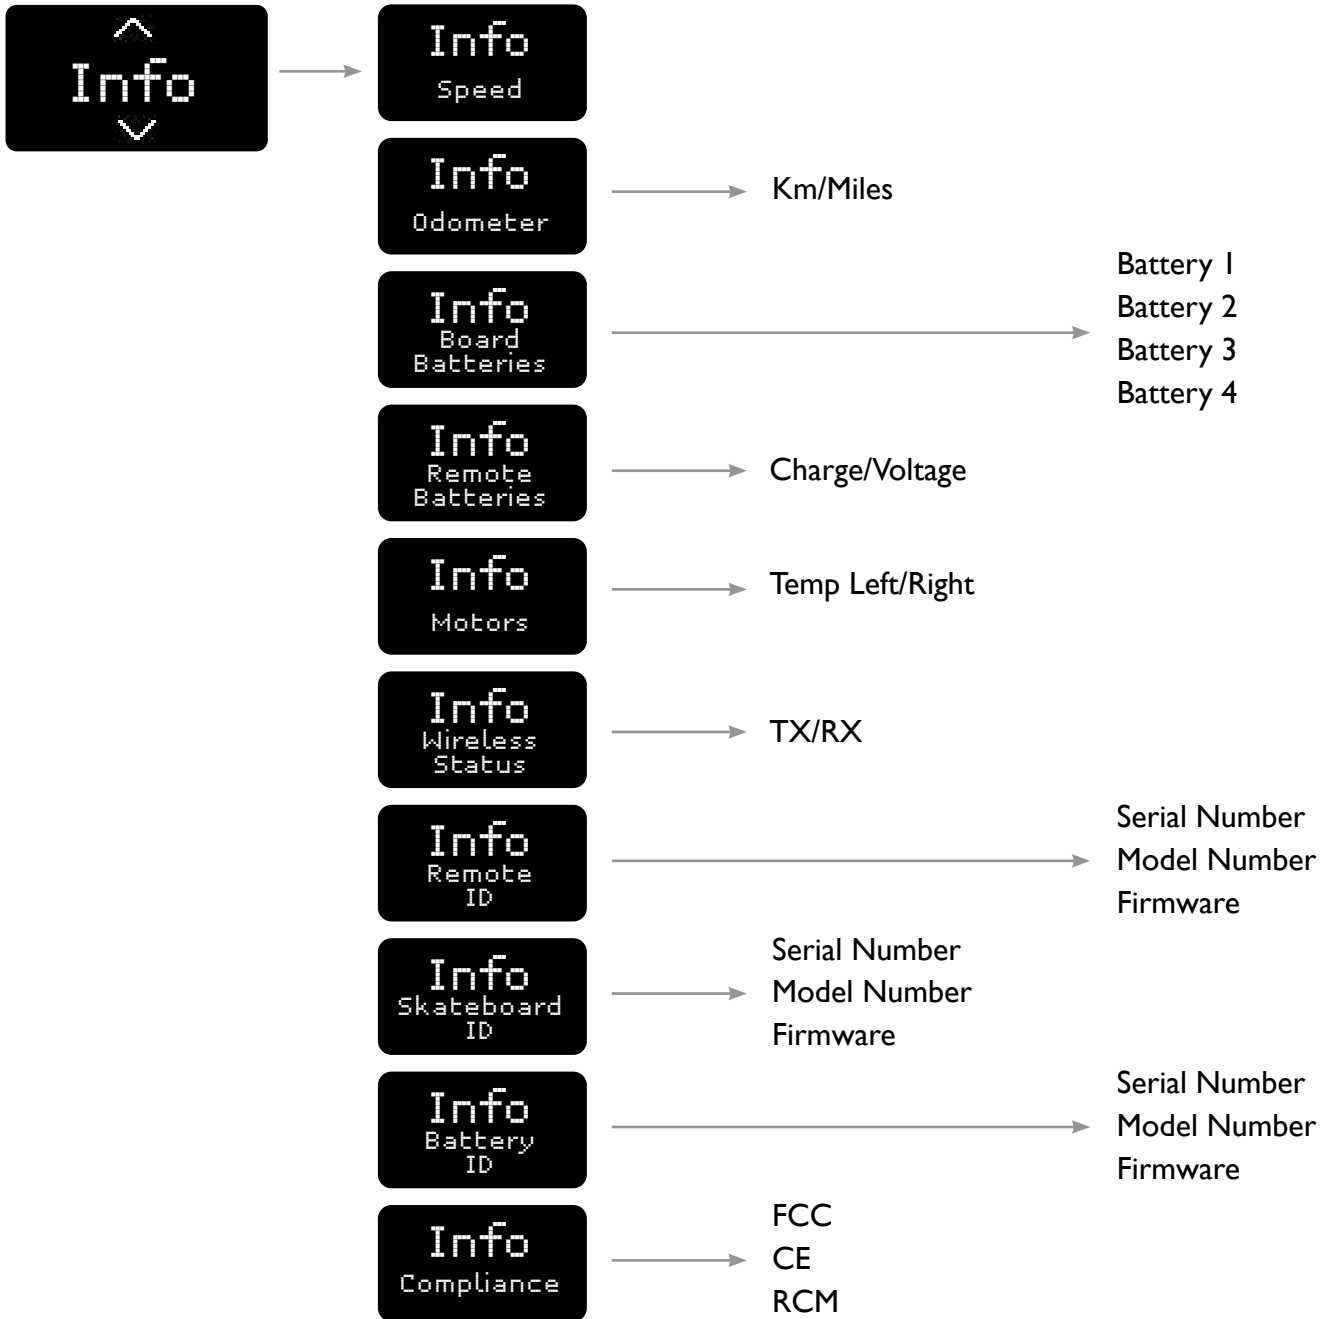 Info
Info
Speed
Info
Odometer
Km/Miles
Info
Board
Batteries
Battery 1
Battery 2
Battery 3
Battery 4
Info
Remote
Batteries
Charge/Voltage
Info
Motors
Temp Left/Right
Info
Wireless
Status
TX/RX
Info
Remote
ID
Serial Number
Model Number
Firmware
Info
Skateboard
ID
Serial Number
Model Number
Firmware
Info
Battery
ID
Serial Number
Model Number
Firmware
Info
Compliance
FCC
CE
RCM